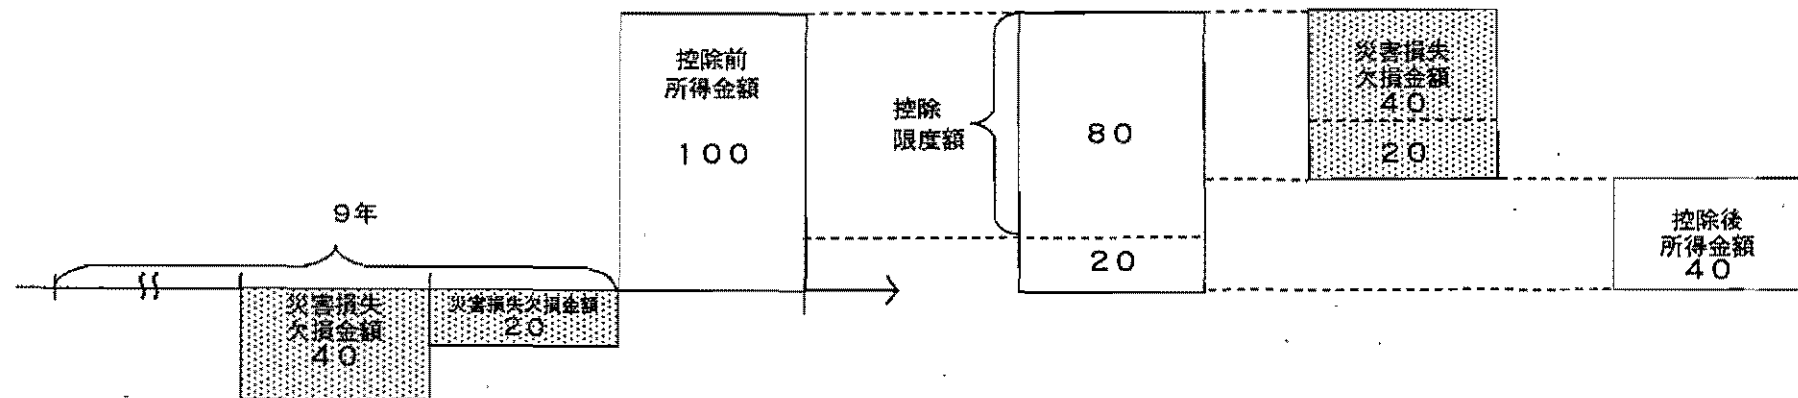 ９年
災害損失
欠損金額
４０
災害損失欠損金額
２０
控除前
所得金額
１００
控除
限度額
８０
２０
災害損失
欠損金額
４０
２０
控除後
所得金額
４０